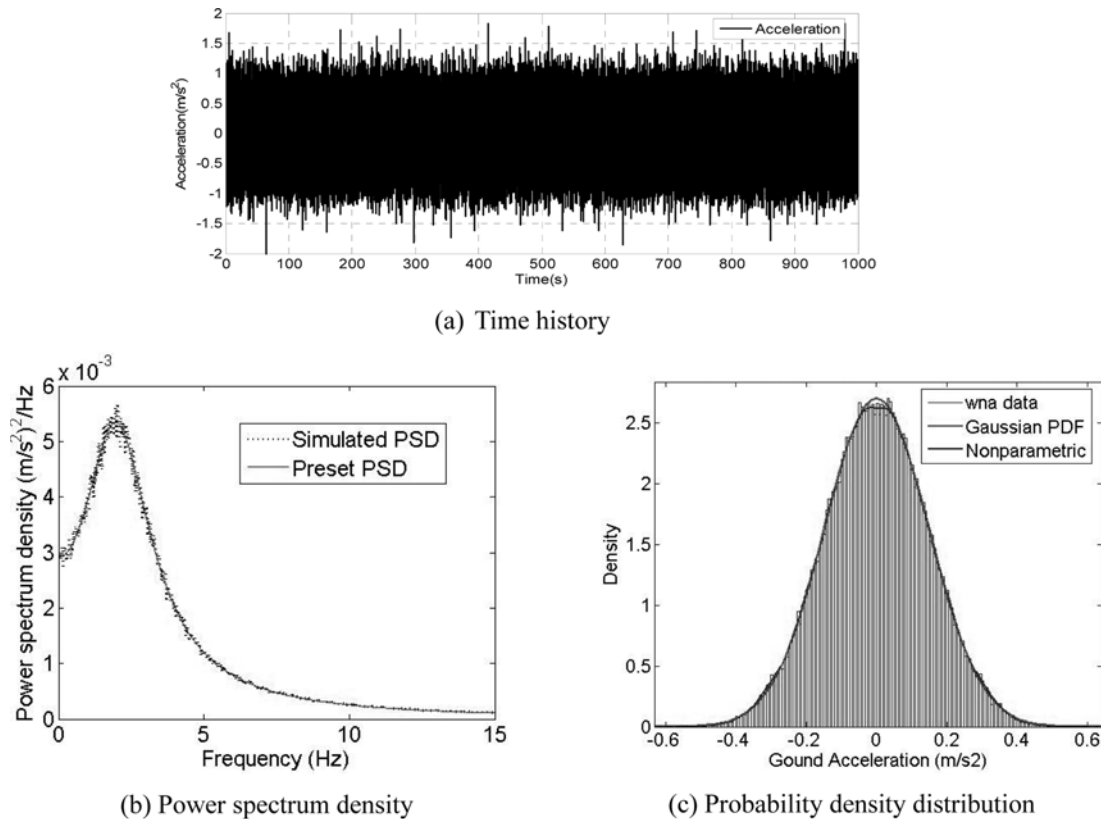 2
1.5
1
0.5
0
-0.5
-1
-1.5
-2
Acceleration(m/s²)
Acceleration
0 100 200 300 400 500 600 700 800 900 1000
Time(s)
(a) Time history
x 10⁻³
6
5
4
3
2
1
0
Power spectrum density (m/s²)²/Hz
Simulated PSD
Preset PSD
0 5 10 15
Frequency (Hz)
(b) Power spectrum density
2.5
2
1.5
1
0.5
0
Density
wna data
Gaussian PDF
Nonparametric
-0.6 -0.4 -0.2 0 0.2 0.4 0.6
Gound Acceleration (m/s2)
(c) Probability density distribution